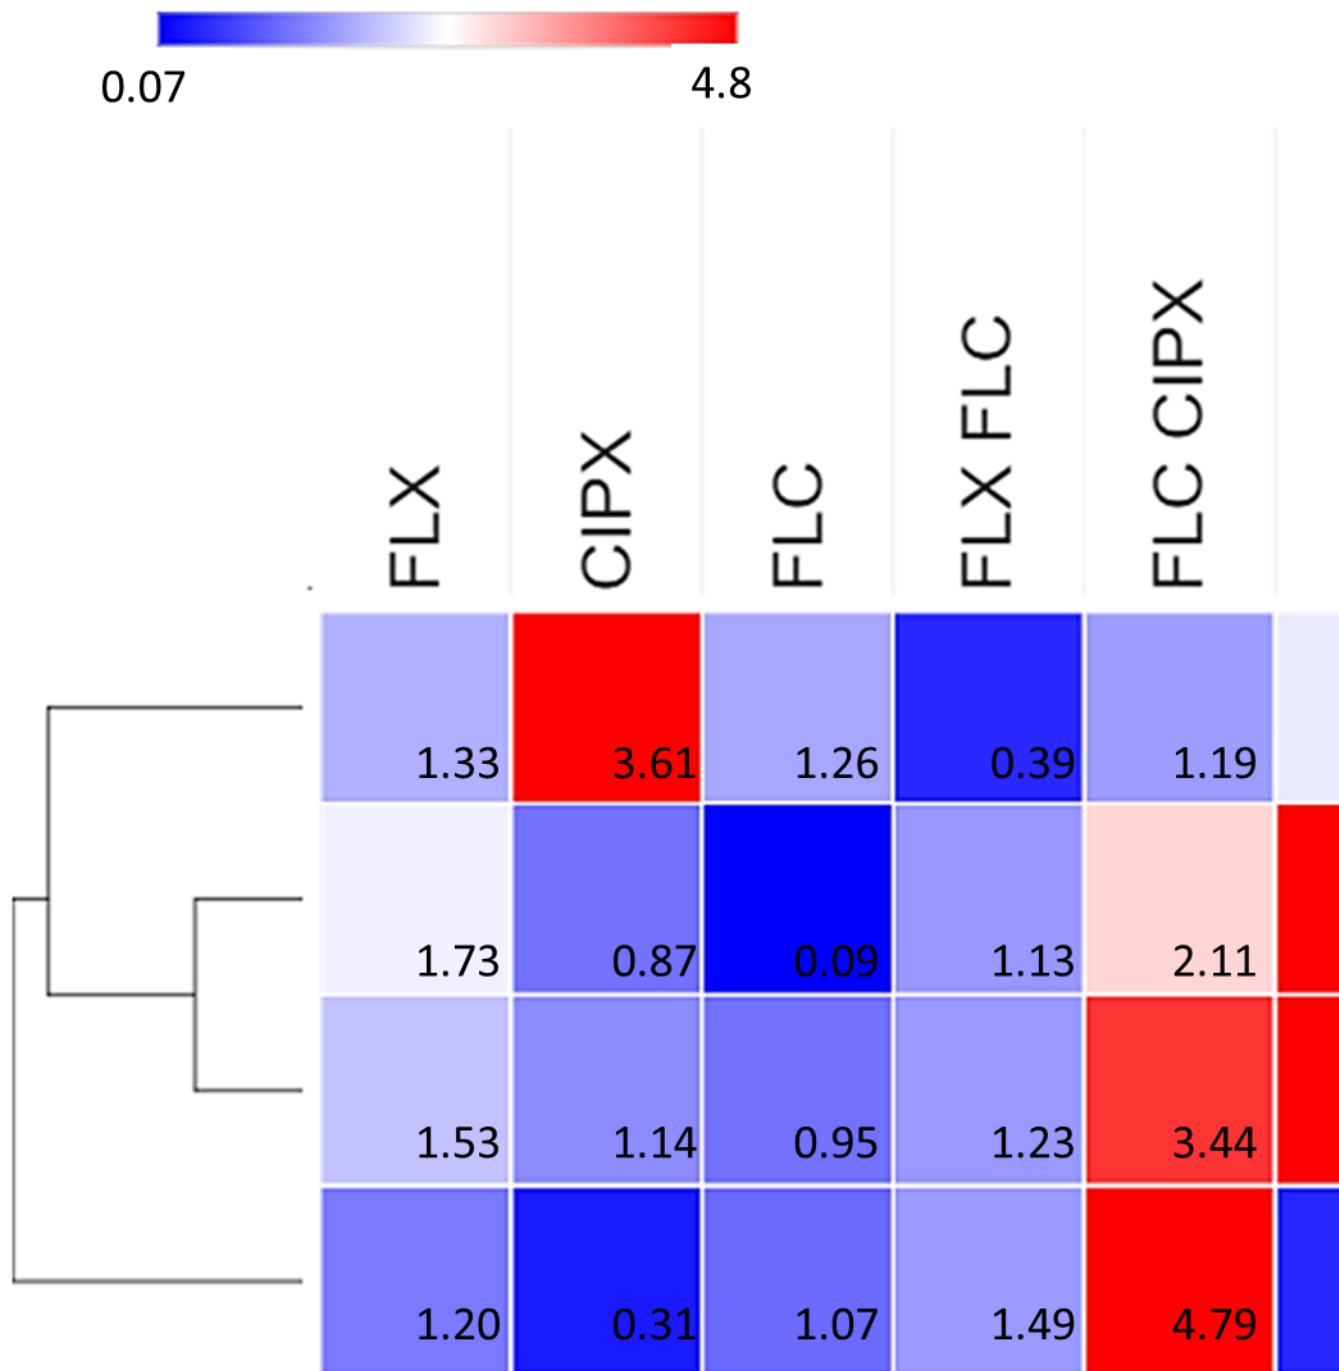 0.07 4.8
FLX CIPX FLC FLX FLC FLC CIPX
1.33 3.61 1.26 0.39 1.19
1.73 0.87 0.09 1.13 2.11
1.53 1.14 0.95 1.23 3.44
1.20 0.31 1.07 1.49 4.79